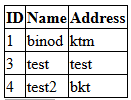 ID Name Address
1 binod ktm
3 test test
4 test2 bkt